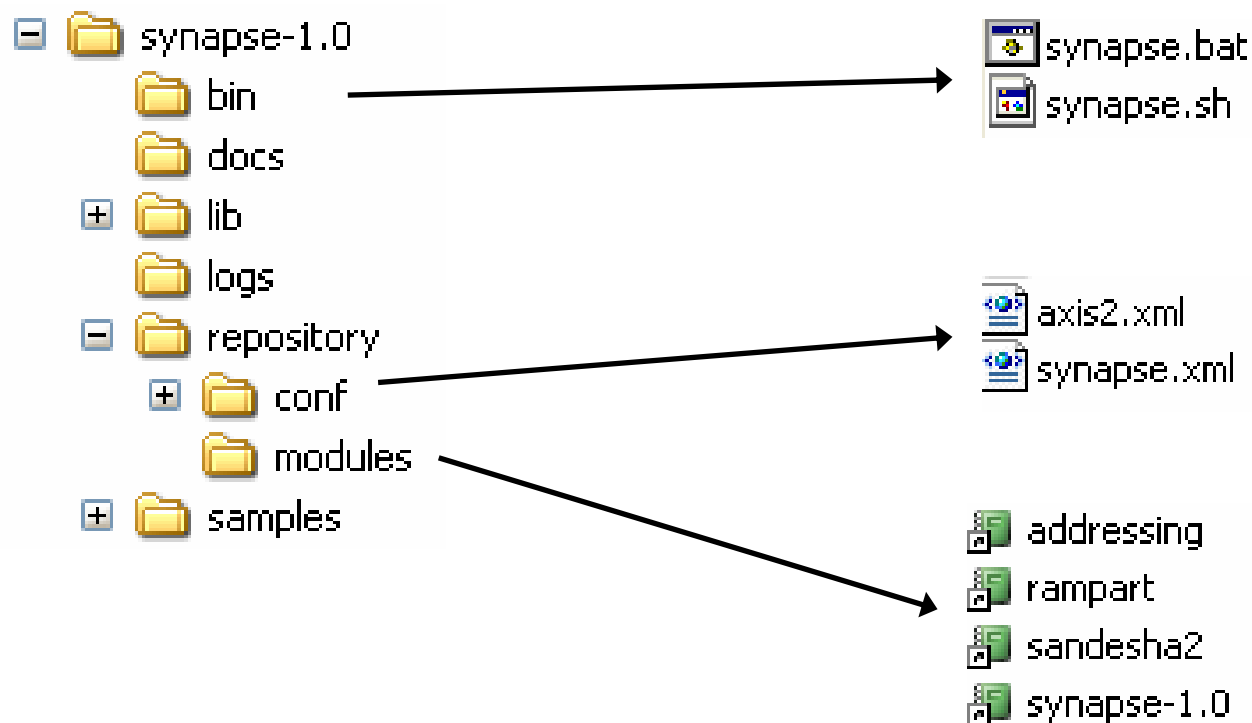 synapse-1.0
bin
docs
lib
logs
repository
conf
modules
samples
synapse.bat
synapse.sh
axis2.xml
synapse.xml
addressing
rampart
sandesha2
synapse-1.0